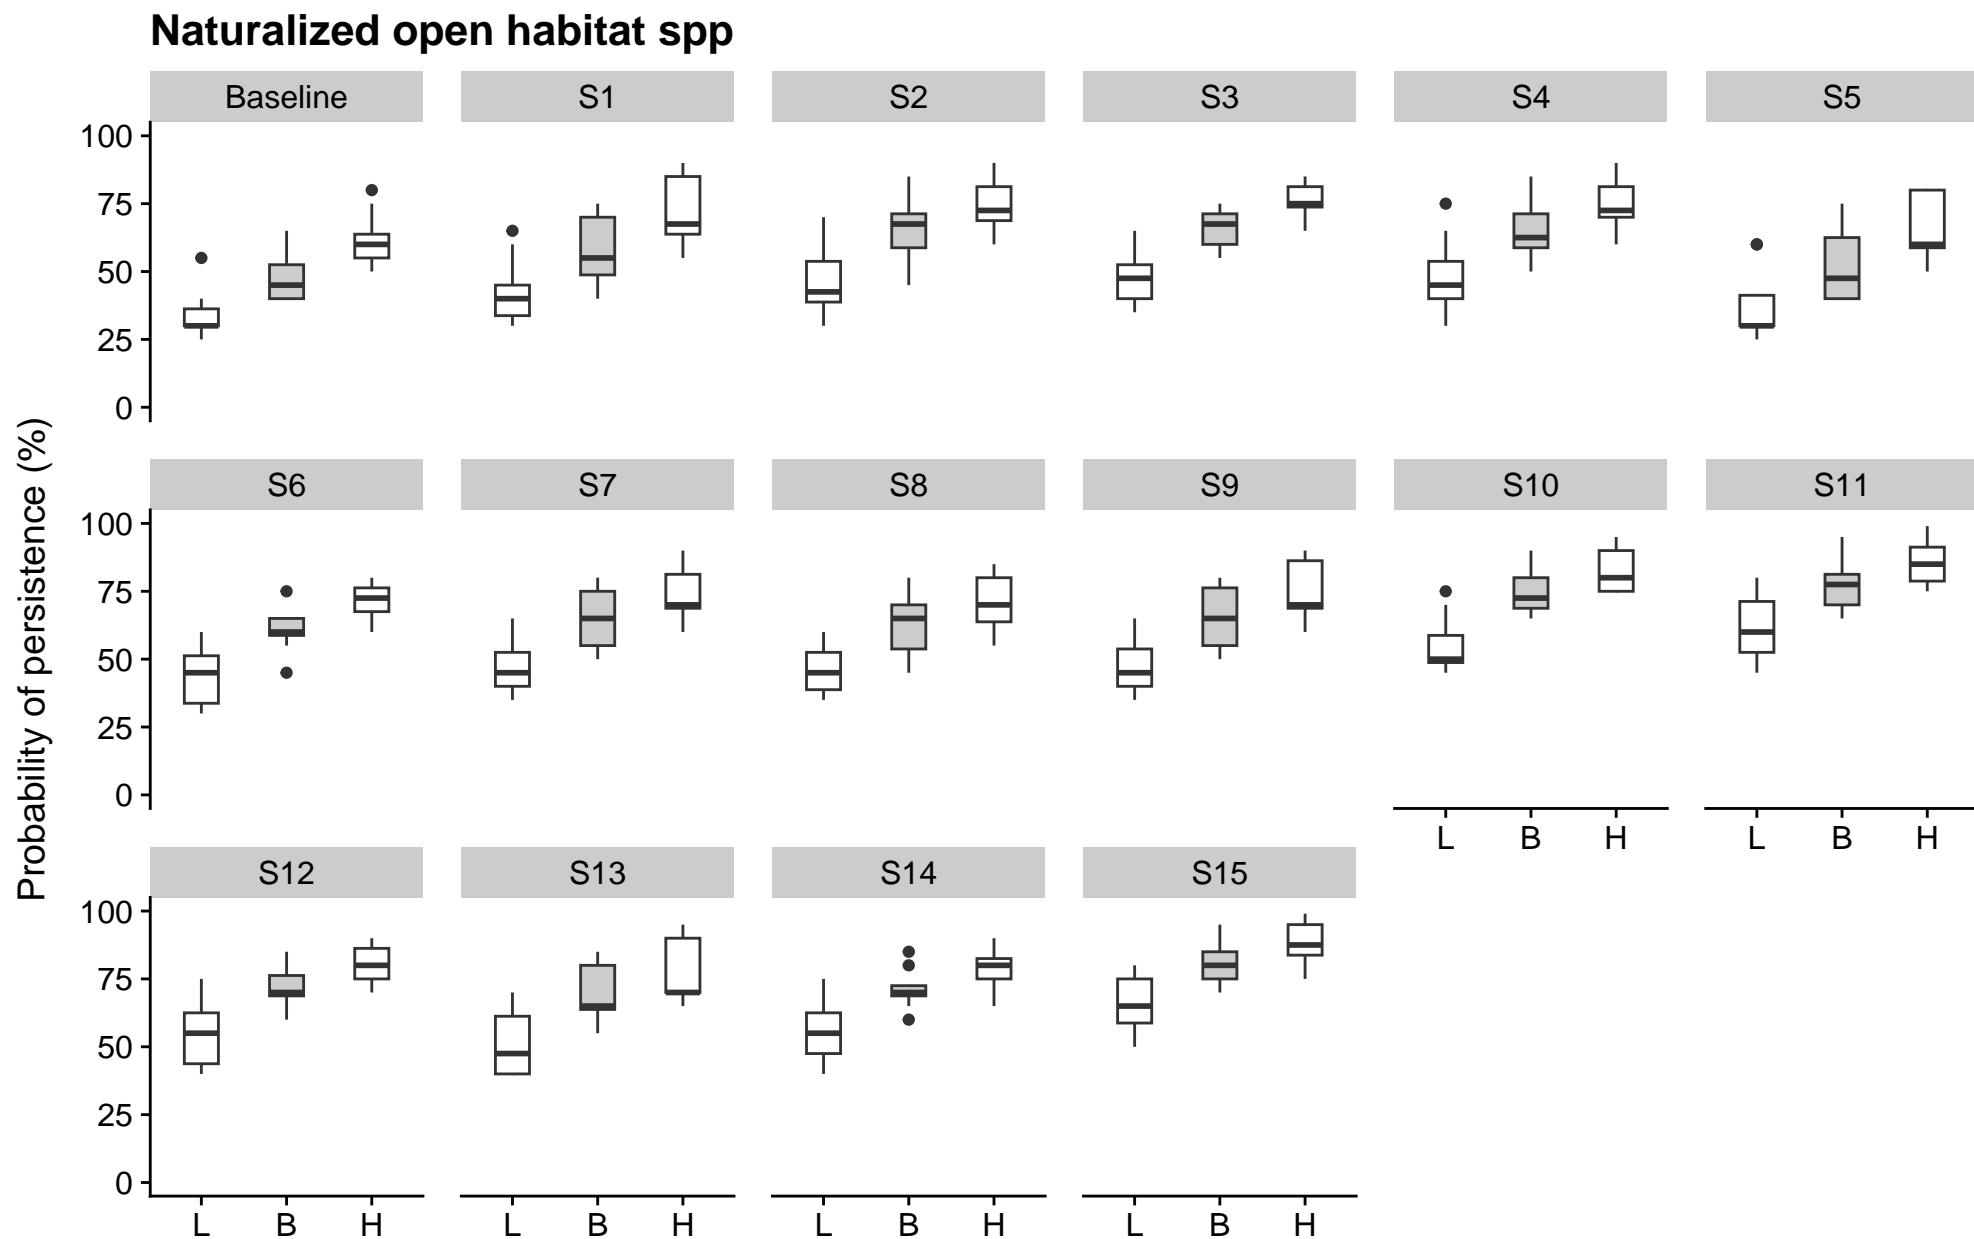 Naturalized open habitat spp
Baseline S1 S2 S3 S4 S5
100
75
50
25
0
Probability of persistence (%)
S6 S7 S8 S9 S10 S11
100
75
50
25
0
L B H L B H
S12 S13 S14 S15
100
75
50
25
0
L B H L B H L B H L B H